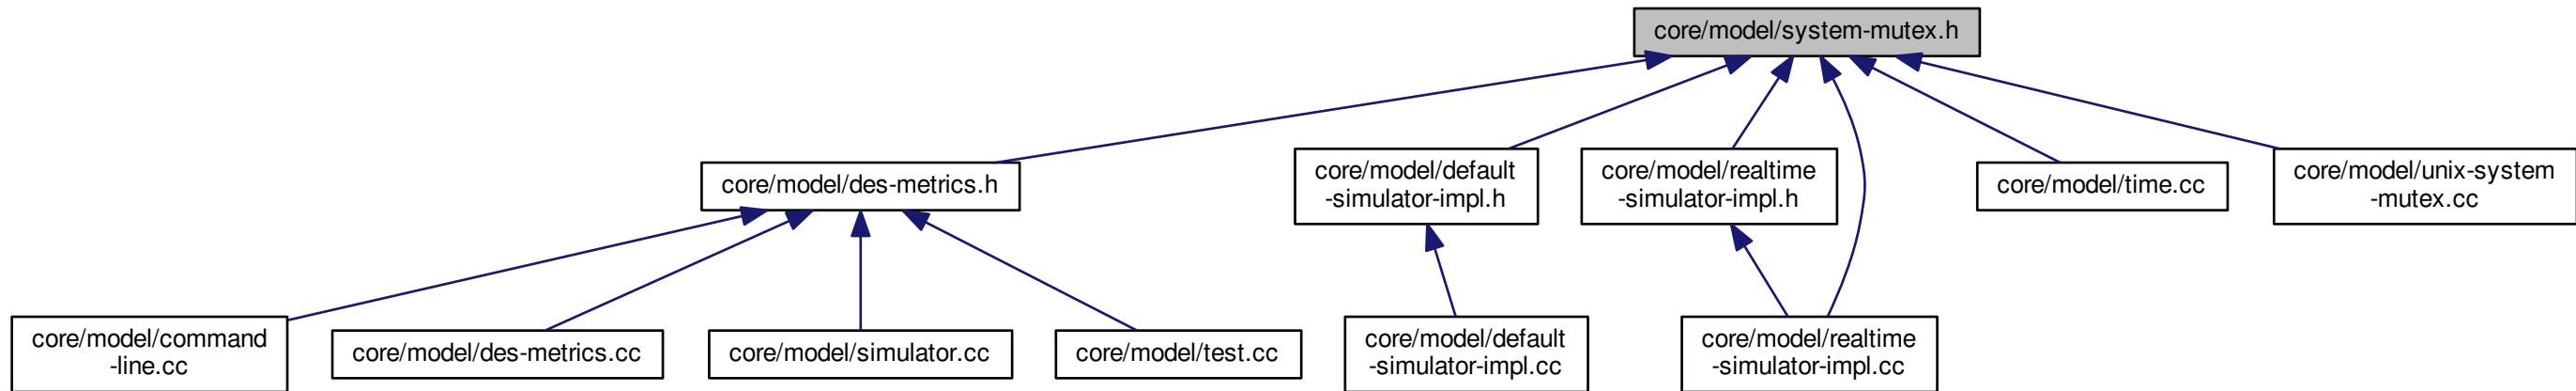 core/model/system-mutex.h
core/model/des-metrics.h
core/model/default
-simulator-impl.h
core/model/realtime
-simulator-impl.h
core/model/time.cc
core/model/unix-system
-mutex.cc
core/model/command
-line.cc
core/model/des-metrics.cc
core/model/simulator.cc
core/model/test.cc
core/model/default
-simulator-impl.cc
core/model/realtime
-simulator-impl.cc